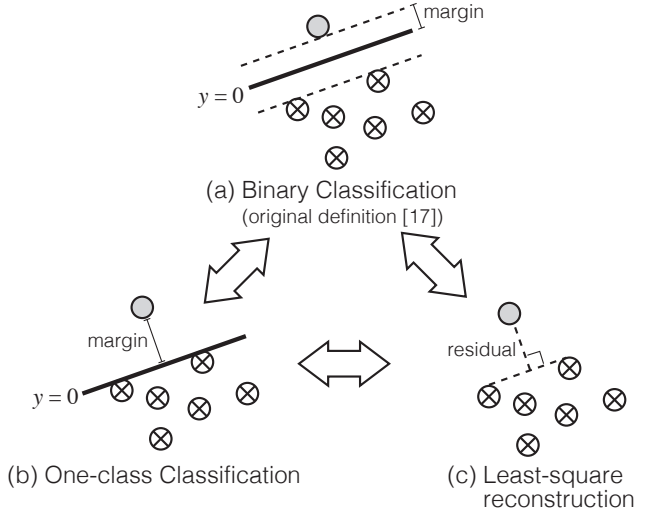 margin
y = 0
(a) Binary Classification
(original definition [17])
margin
residual
y = 0
(b) One-class Classification
(c) Least-square
reconstruction